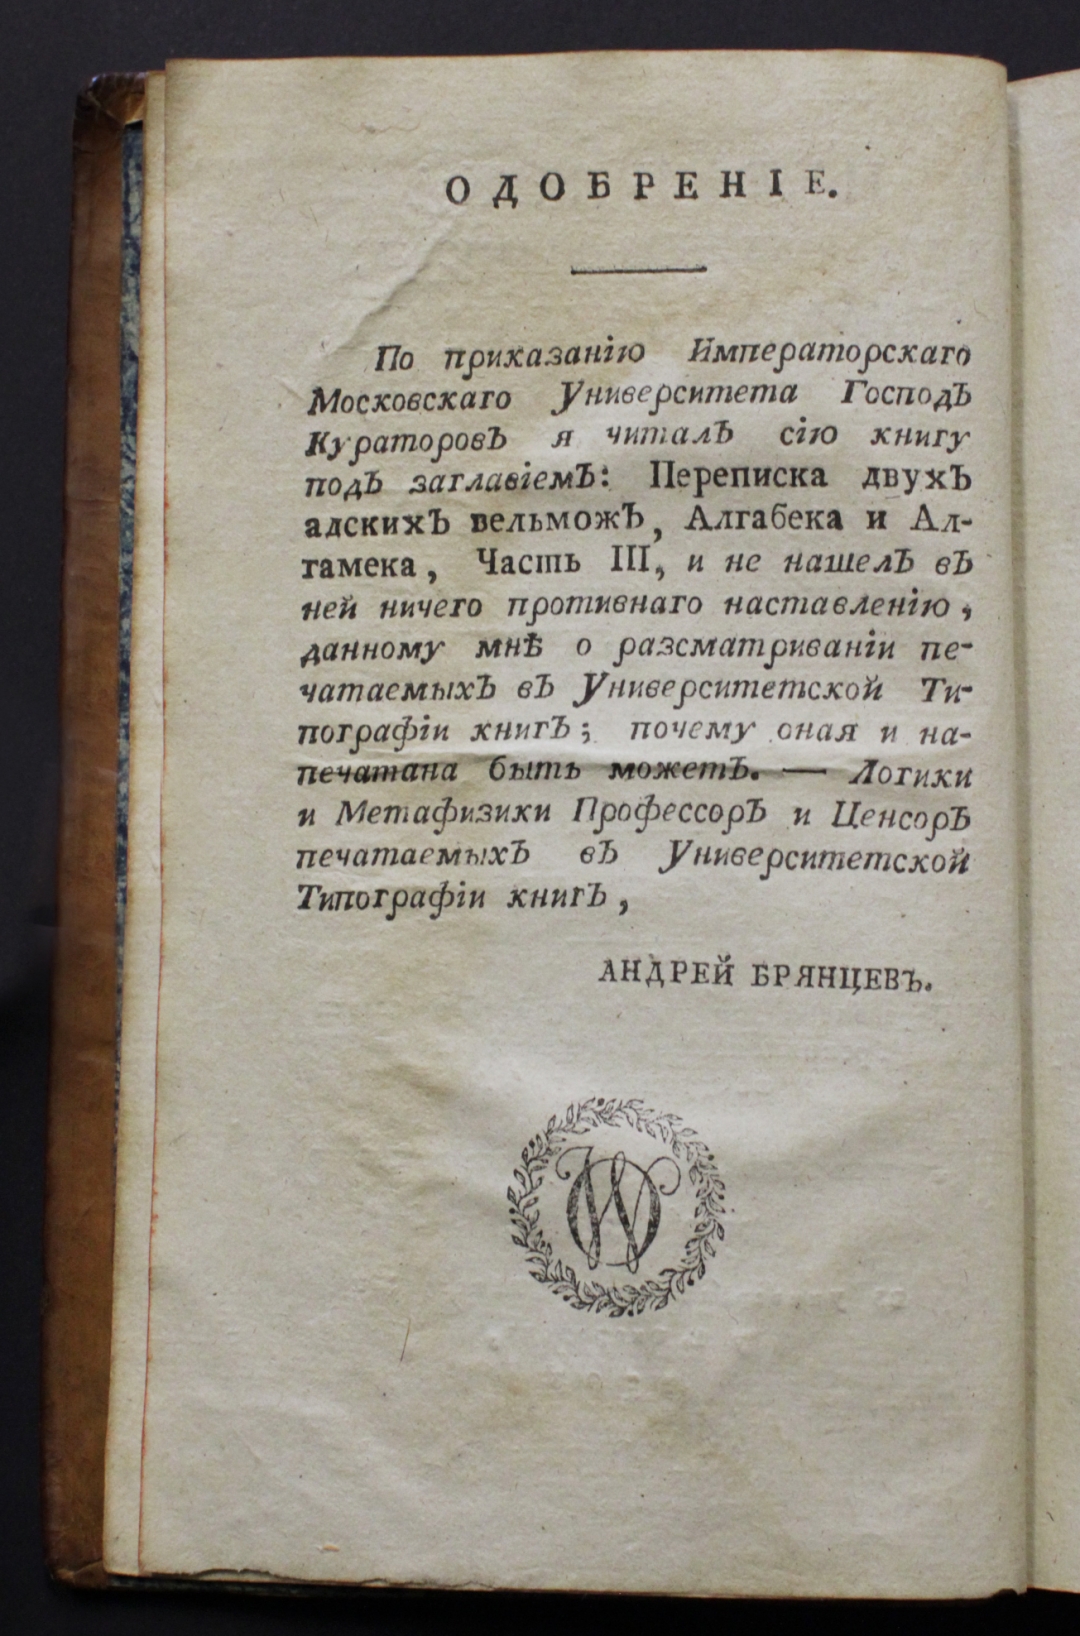 ОДОБРЕНІЕ.
По приказанію Императорскаго
Московскаго Университета Господъ
Кураторовъ я читалъ сію книгу
подъ заглавіемъ: Переписка двухъ
адскихъ вельможъ, Алгабека и Ал-
тамека, Часть III, и не нашелъ въ
ней ничего противнаго наставленію,
данному мнѣ о разсматриваніи пе-
чатаемыхъ въ Университетской Ти-
пографіи книгъ; почему оная и на-
печатана быть можетъ. — Логики
и Метафизики Профессоръ и Ценсоръ
печатаемыхъ въ Университетской
Типографіи книгъ,
АНДРЕЙ БРЯНЦЕВЪ.